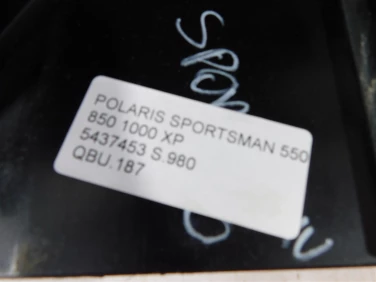 POLARIS SPORTSMAN 550
850 1000 XP
5437453 S.980
QBU.187